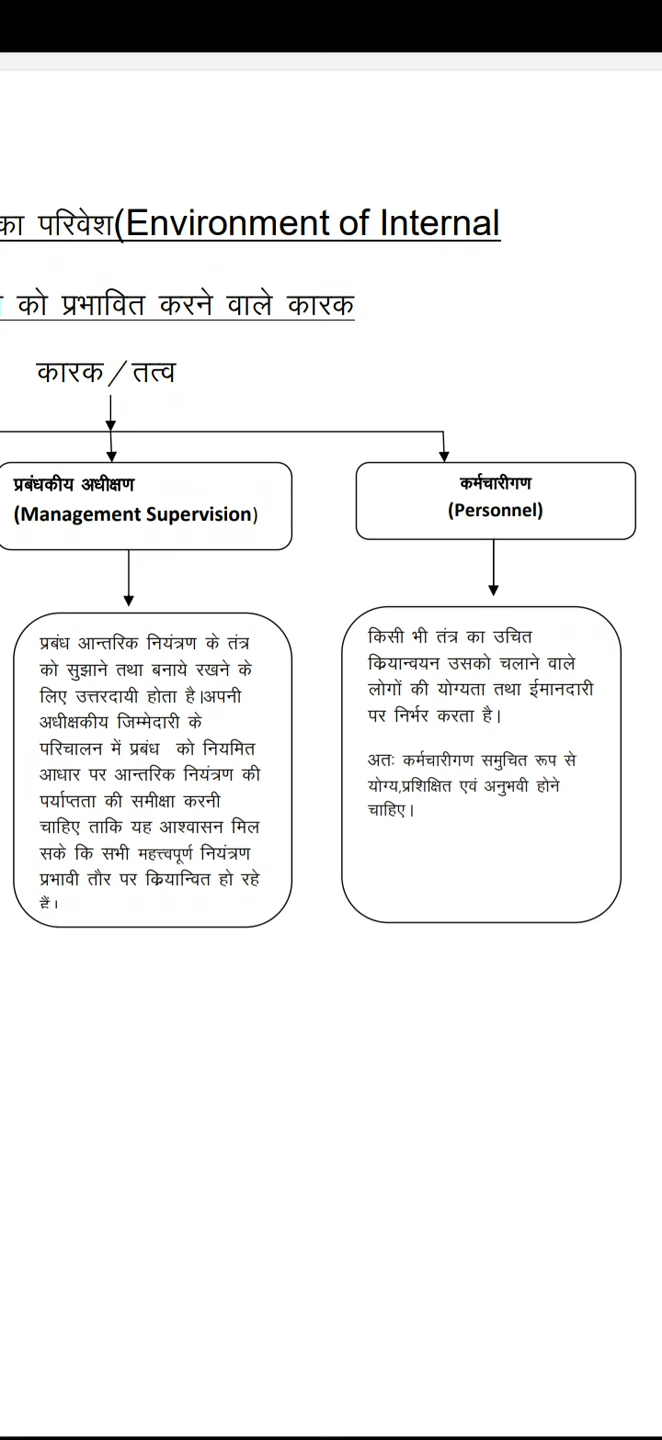 का परिवेश(Environment of Internal
को प्रभावित करने वाले कारक
कारक/तत्व
प्रबंधकीय अधीक्षण
(Management Supervision)
कर्मचारीगण
(Personnel)
प्रबंध आन्तरिक नियंत्रण के तंत्र
को सुझाने तथा बनाये रखने के
लिए उत्तरदायी होता है।अपनी
अधीक्षकीय जिम्मेदारी के
परिचालन में प्रबंध को नियमित
आधार पर आन्तरिक नियंत्रण की
पर्याप्तता की समीक्षा करनी
चाहिए ताकि यह आश्वासन मिल
सके कि सभी महत्त्वपूर्ण नियंत्रण
प्रभावी तौर पर क्रियान्वित हो रहे
हैं।
किसी भी तंत्र का उचित
क्रियान्वयन उसको चलाने वाले
लोगों की योग्यता तथा ईमानदारी
पर निर्भर करता है।
अतः कर्मचारीगण समुचित रूप से
योग्य,प्रशिक्षित एवं अनुभवी होने
चाहिए।